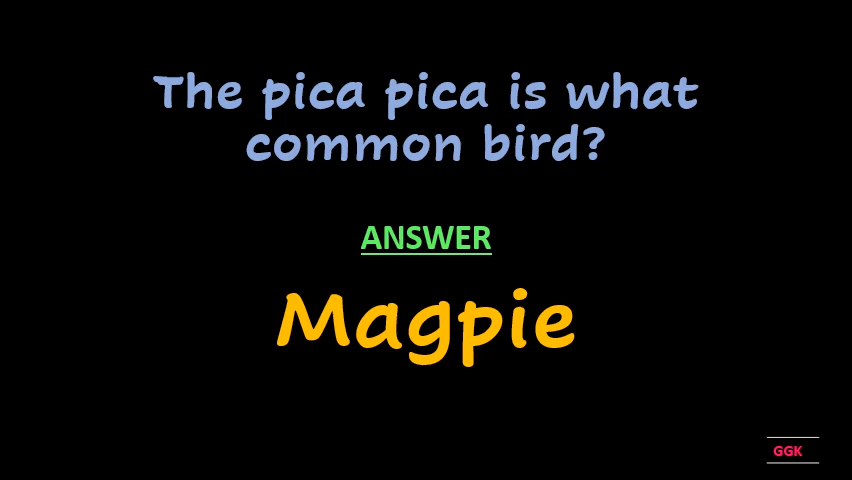 The pica pica is what
common bird?
ANSWER
Magpie
GGK